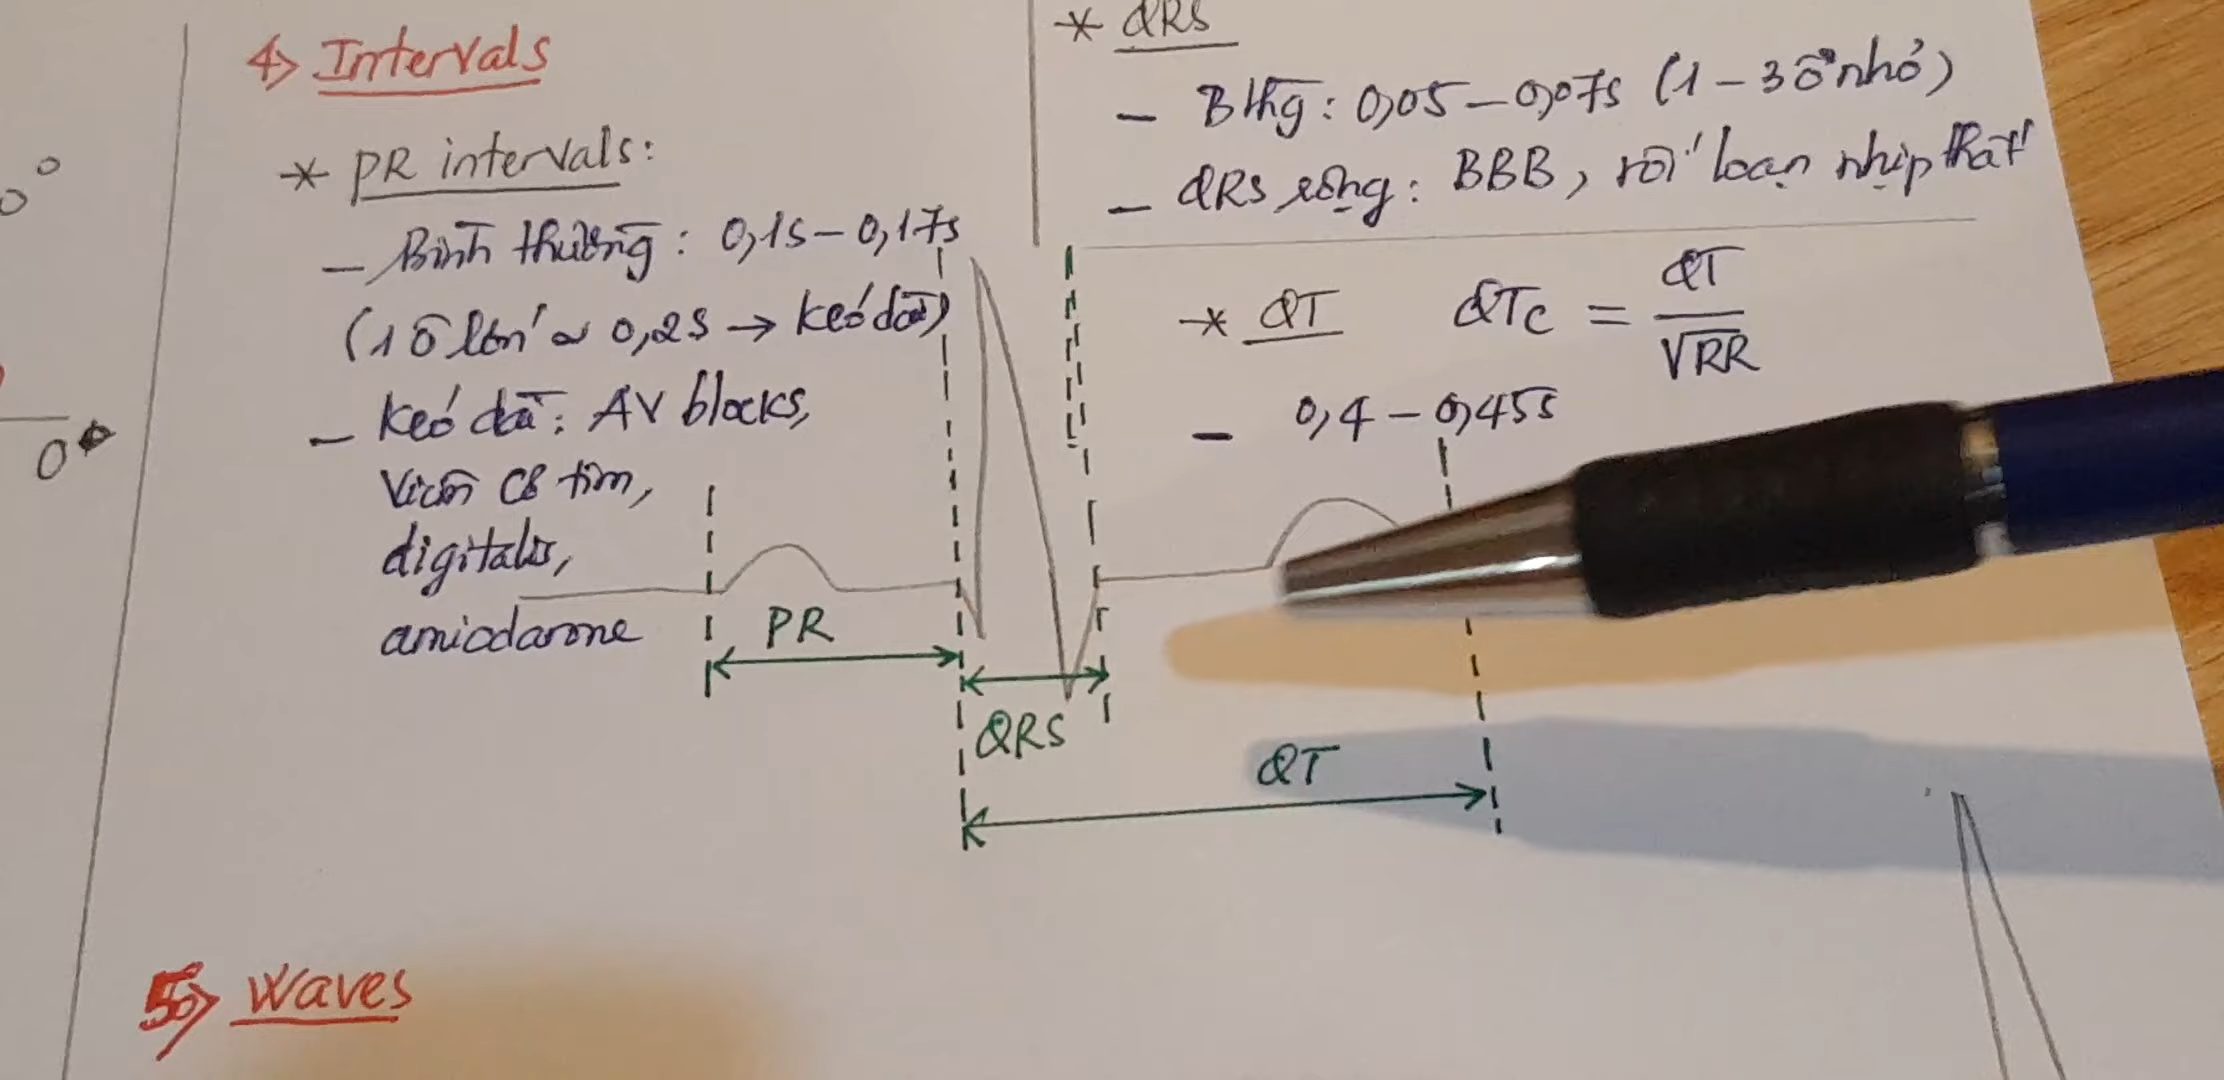 4> Intervals
* PR intervals:
- Bình thường: 0,1s - 0,17s
(1 ô lớn ~ 0,2s → kéo dài)
- kéo dài: AV blocks,
Viêm cơ tim,
digitalis,
amiodarone
* QRS
- Bthg: 0,05 - 0,07s (1 - 3 ô nhỏ)
- QRS rộng: BBB, rối loạn nhịp thất
* QT QTc = QT / √RR
- 0,4 - 0,45s
PR
QRS
QT
5> Waves
0°